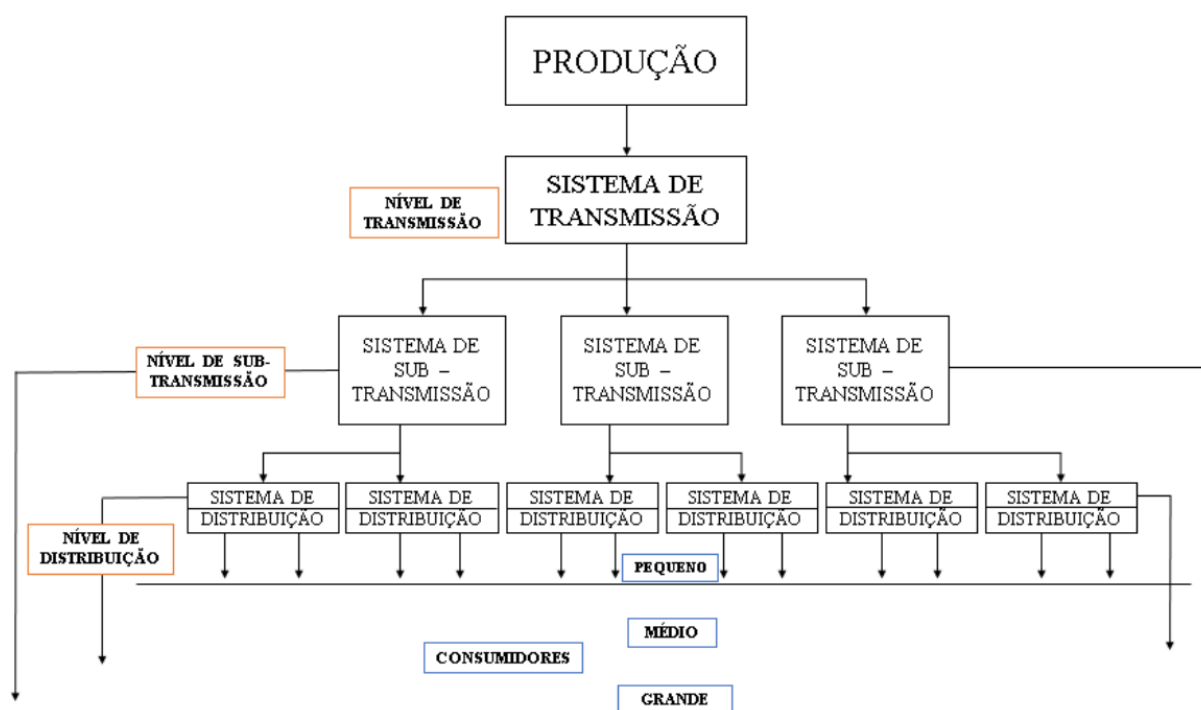 PRODUÇÃO
SISTEMA DE
TRANSMISSÃO
NÍVEL DE
TRANSMISSÃO
SISTEMA DE
SUB –
TRANSMISSÃO
SISTEMA DE
SUB –
TRANSMISSÃO
SISTEMA DE
SUB –
TRANSMISSÃO
NÍVEL DE SUB-
TRANSMISSÃO
SISTEMA DE
DISTRIBUIÇÃO
SISTEMA DE
DISTRIBUIÇÃO
SISTEMA DE
DISTRIBUIÇÃO
SISTEMA DE
DISTRIBUIÇÃO
SISTEMA DE
DISTRIBUIÇÃO
SISTEMA DE
DISTRIBUIÇÃO
NÍVEL DE
DISTRIBUIÇÃO
PEQUENO
MÉDIO
CONSUMIDORES
GRANDE